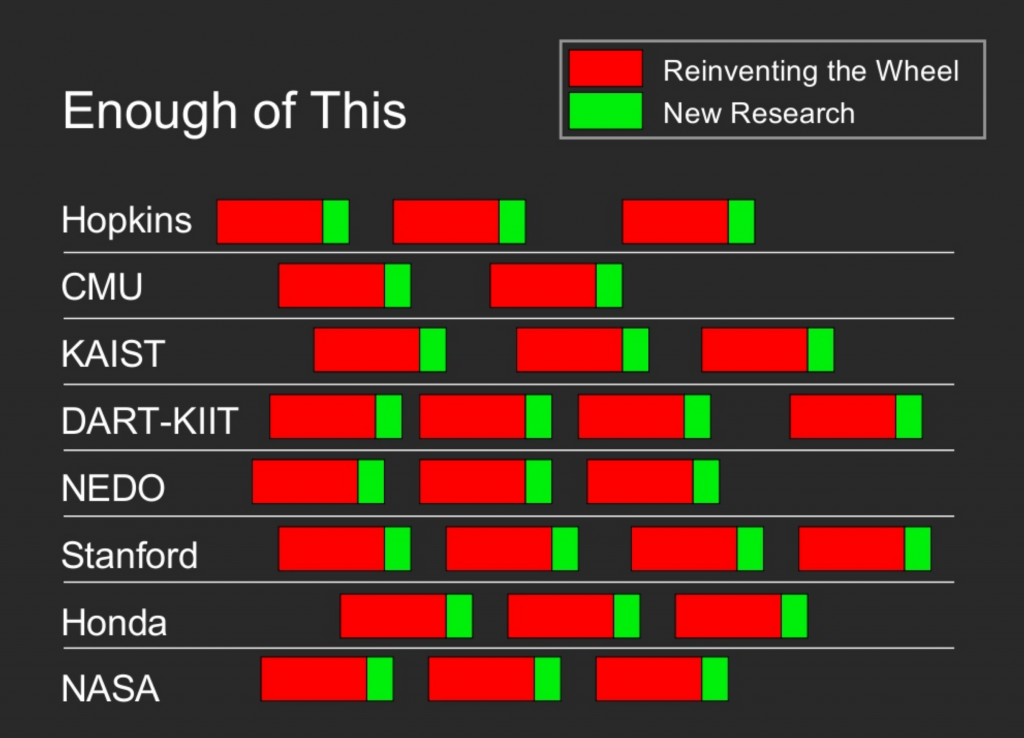 Enough of This
Reinventing the Wheel
New Research
Hopkins
CMU
KAIST
DART-KIIT
NEDO
Stanford
Honda
NASA